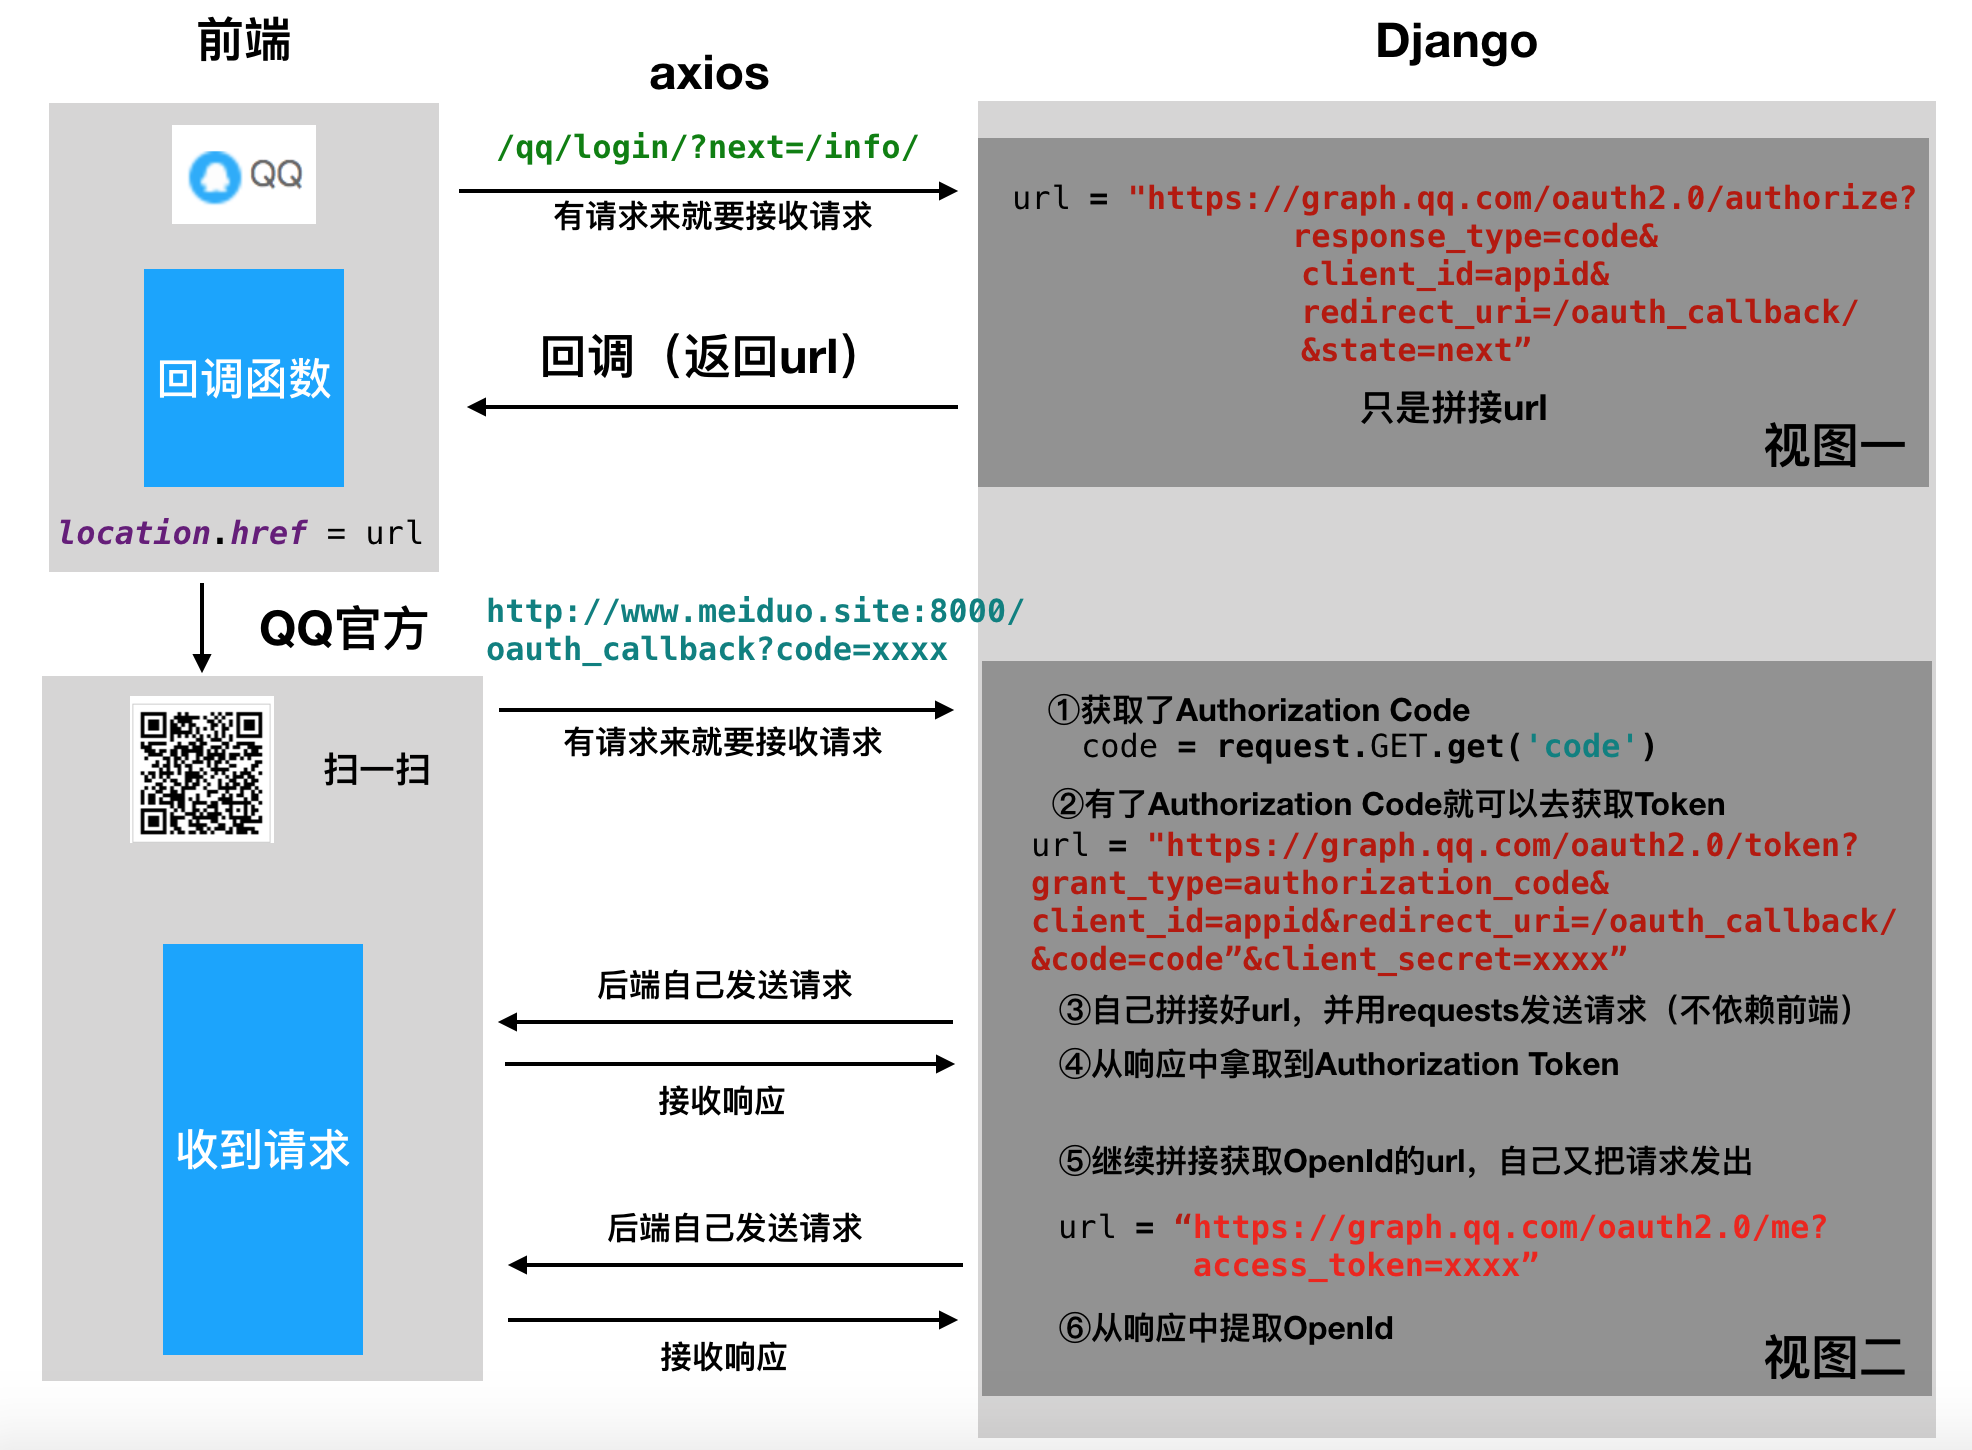 前端
axios
Django
QQ
/qq/login/?next=/info/
有请求来就要接收请求
url = "https://graph.qq.com/oauth2.0/authorize?
response_type=code&
client_id=appid&
redirect_uri=/oauth_callback/
&state=next”
只是拼接url
视图一
回调（返回url）
回调函数
location.href = url
QQ官方
http://www.meiduo.site:8000/
oauth_callback?code=xxxx
有请求来就要接收请求
扫一扫
①获取了Authorization Code
code = request.GET.get('code')
②有了Authorization Code就可以去获取Token
url = "https://graph.qq.com/oauth2.0/token?
grant_type=authorization_code&
client_id=appid&redirect_uri=/oauth_callback/
&code=code”&client_secret=xxxx”
③自己拼接好url，并用requests发送请求（不依赖前端）
④从响应中拿取到Authorization Token
后端自己发送请求
接收响应
收到请求
⑤继续拼接获取OpenId的url，自己又把请求发出
url = “https://graph.qq.com/oauth2.0/me?
access_token=xxxx”
⑥从响应中提取OpenId
视图二
后端自己发送请求
接收响应